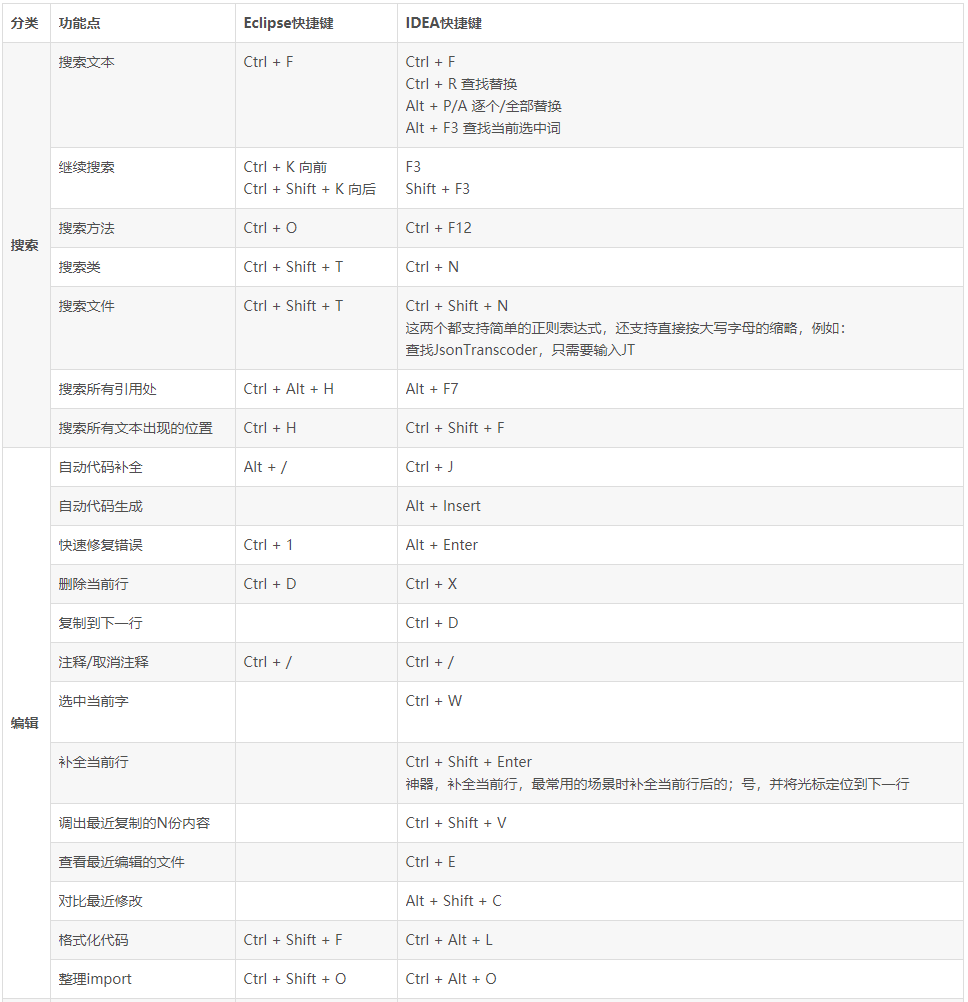 分类 功能点 Eclipse快捷键 IDEA快捷键
搜索 搜索文本 Ctrl + F Ctrl + F
Ctrl + R 查找替换
Alt + P/A 逐个/全部替换
Alt + F3 查找当前选中词
继续搜索 Ctrl + K 向前 F3
Ctrl + Shift + K 向后 Shift + F3
搜索方法 Ctrl + O Ctrl + F12
搜索类 Ctrl + Shift + T Ctrl + N
搜索文件 Ctrl + Shift + T Ctrl + Shift + N
这两个都支持简单的正则表达式，还支持直接按大写字母的缩略，例如：
查找JsonTranscoder，只需要输入JT
搜索所有引用处 Ctrl + Alt + H Alt + F7
搜索所有文本出现的位置 Ctrl + H Ctrl + Shift + F
编辑 自动代码补全 Alt + / Ctrl + J
自动代码生成 Alt + Insert
快速修复错误 Ctrl + 1 Alt + Enter
删除当前行 Ctrl + D Ctrl + X
复制到下一行 Ctrl + D
注释/取消注释 Ctrl + / Ctrl + /
选中当前字 Ctrl + W
补全当前行 Ctrl + Shift + Enter
神器，补全当前行，最常用的场景时补全当前行后的；号，并将光标定位到下一行
调出最近复制的N份内容 Ctrl + Shift + V
查看最近编辑的文件 Ctrl + E
对比最近修改 Alt + Shift + C
格式化代码 Ctrl + Shift + F Ctrl + Alt + L
整理import Ctrl + Shift + O Ctrl + Alt + O